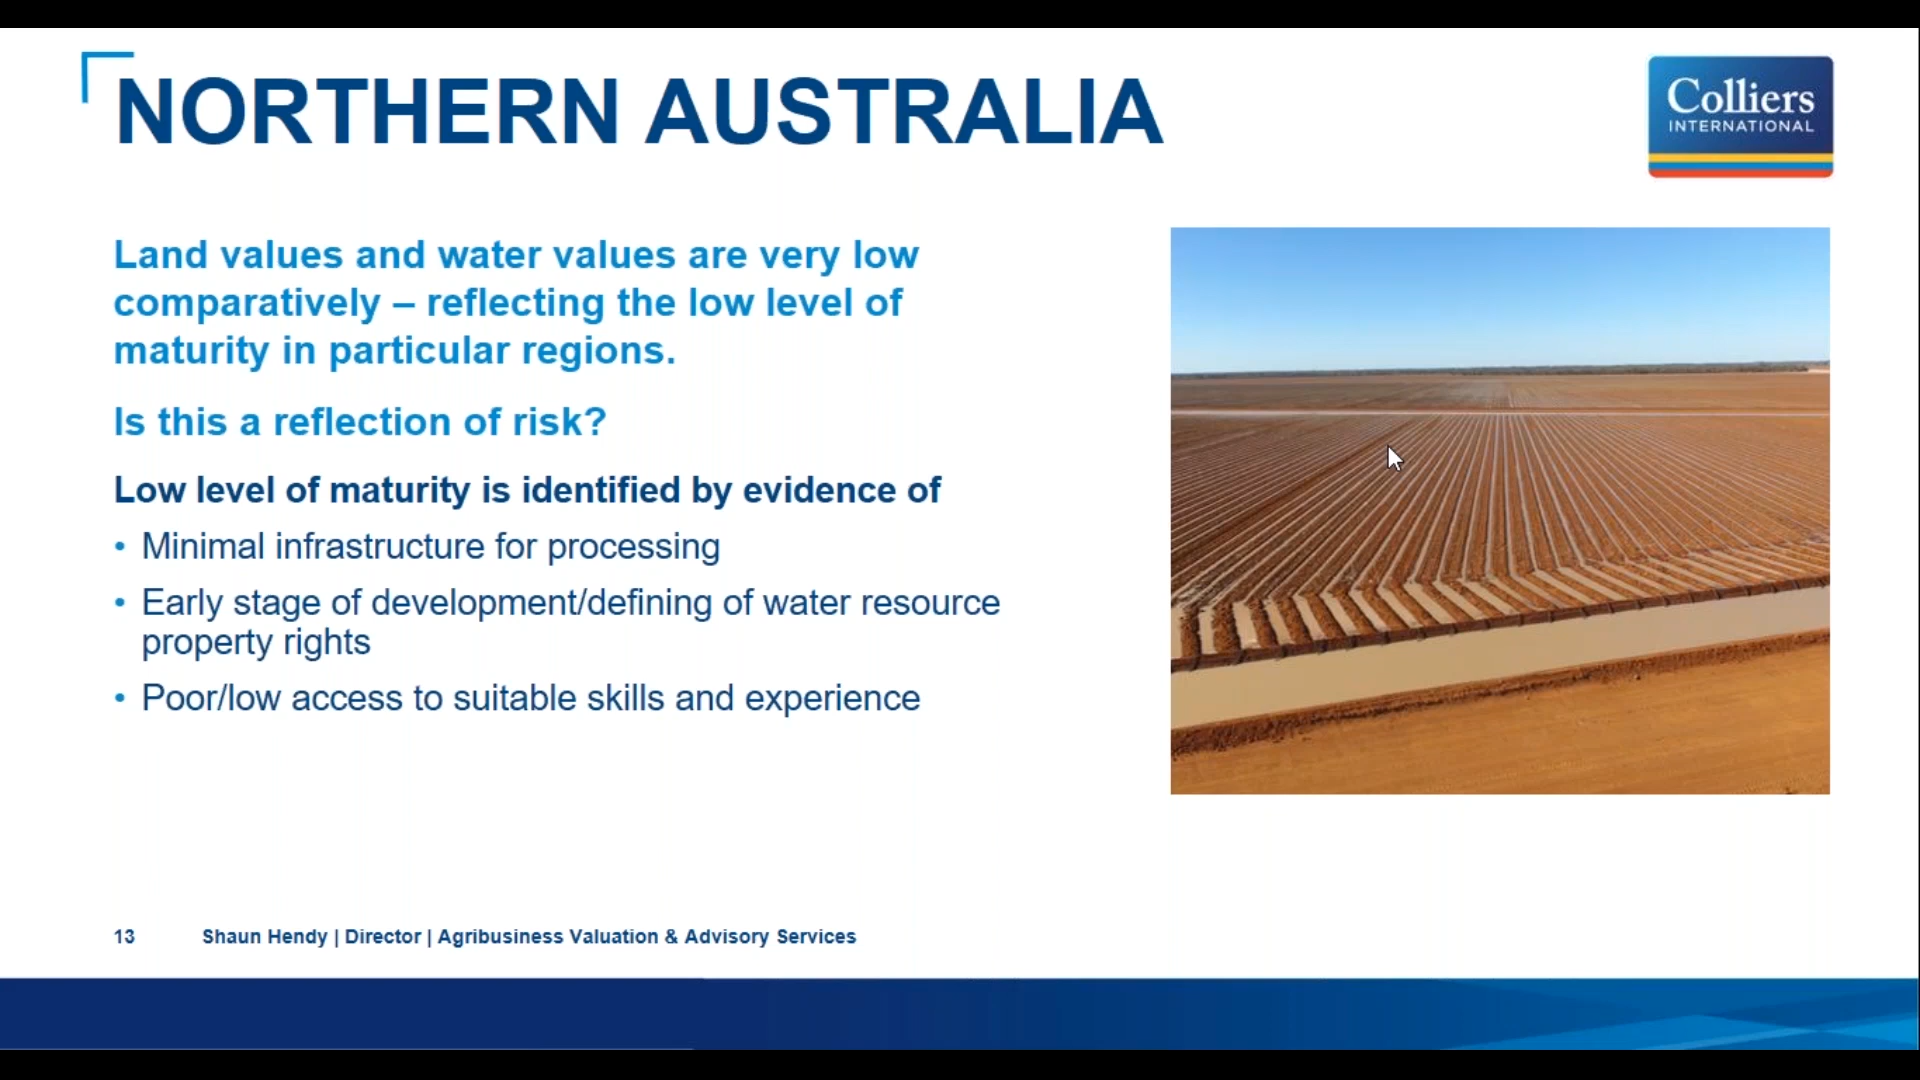 NORTHERN AUSTRALIA
Colliers
INTERNATIONAL
Land values and water values are very low
comparatively – reflecting the low level of
maturity in particular regions.
Is this a reflection of risk?
Low level of maturity is identified by evidence of
• Minimal infrastructure for processing
• Early stage of development/defining of water resource
property rights
• Poor/low access to suitable skills and experience
13 Shaun Hendy | Director | Agribusiness Valuation & Advisory Services